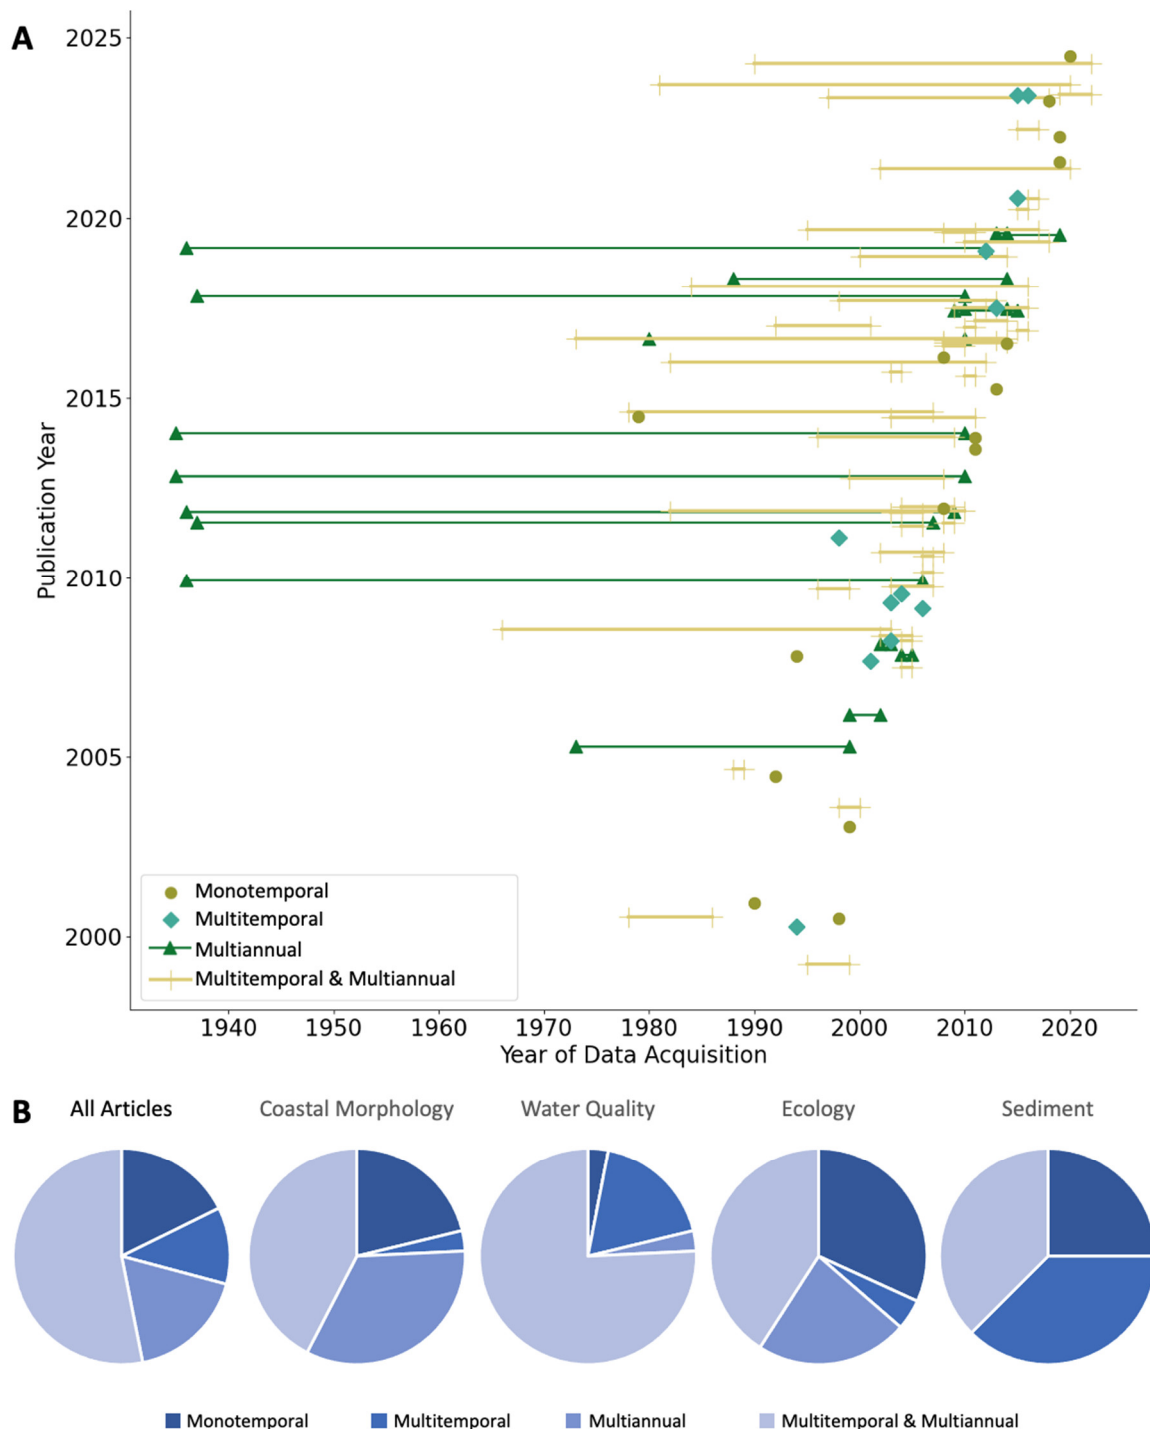 A
Publication Year
2025
2020
2015
2010
2005
2000
Monotemporal
Multitemporal
Multiannual
Multitemporal & Multiannual
1940 1950 1960 1970 1980 1990 2000 2010 2020
Year of Data Acquisition
B
All Articles Coastal Morphology Water Quality Ecology Sediment
Monotemporal Multitemporal Multiannual Multitemporal & Multiannual